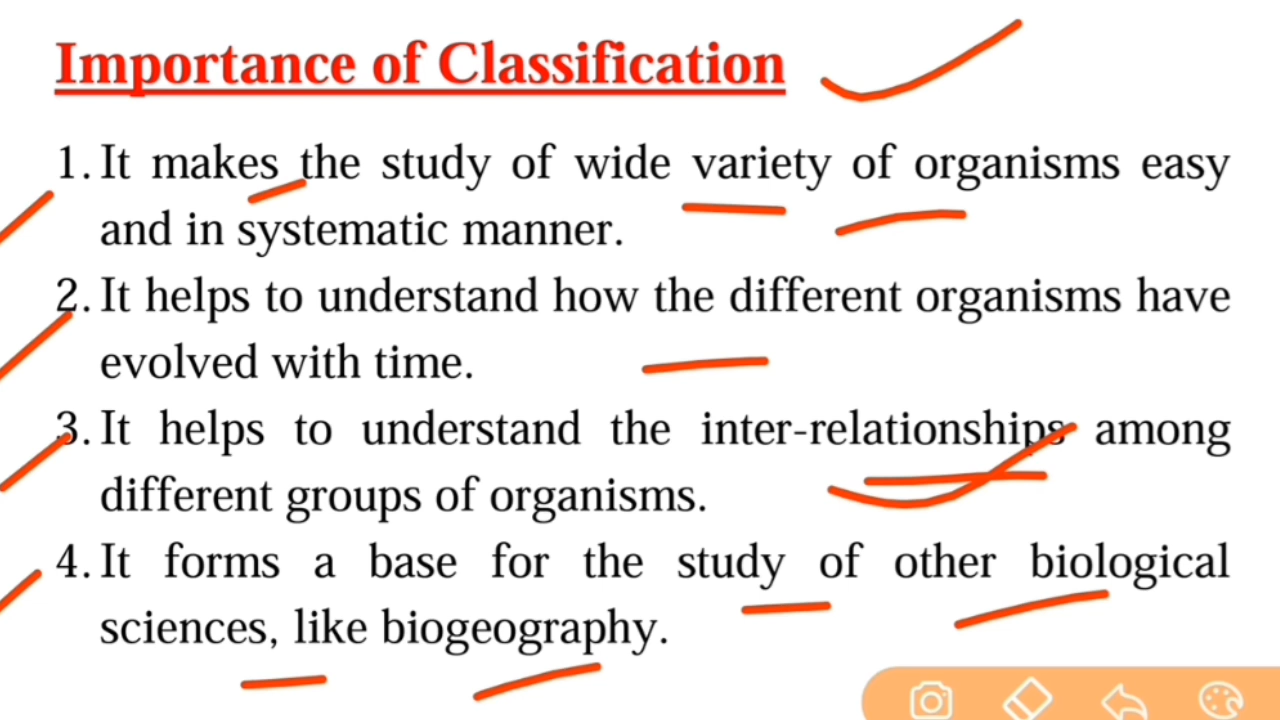 Importance of Classification
1. It makes the study of wide variety of organisms easy
and in systematic manner.
2. It helps to understand how the different organisms have
evolved with time.
3. It helps to understand the inter-relationships among
different groups of organisms.
4. It forms a base for the study of other biological
sciences, like biogeography.